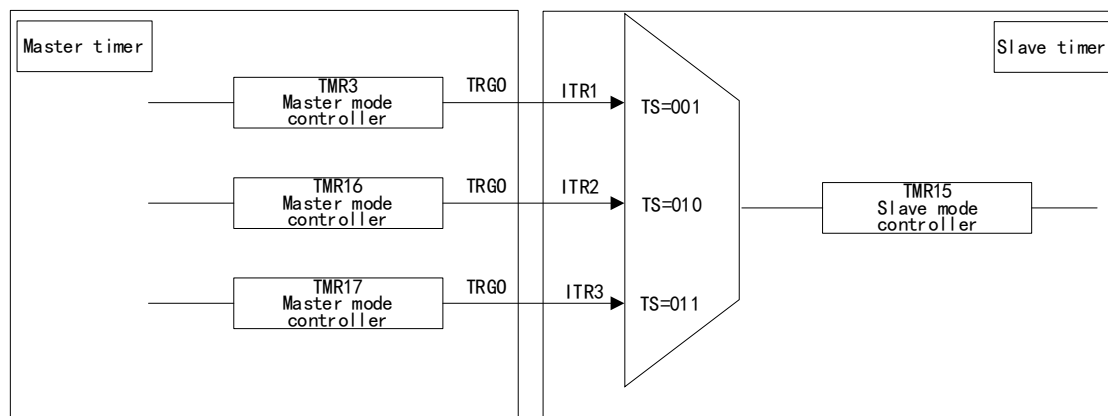 Master timer
Slave timer
TMR3
Master mode
controller
TRGO
ITR1
TS=001
TMR16
Master mode
controller
TRGO
ITR2
TS=010
TMR15
Slave mode
controller
TMR17
Master mode
controller
TRGO
ITR3
TS=011